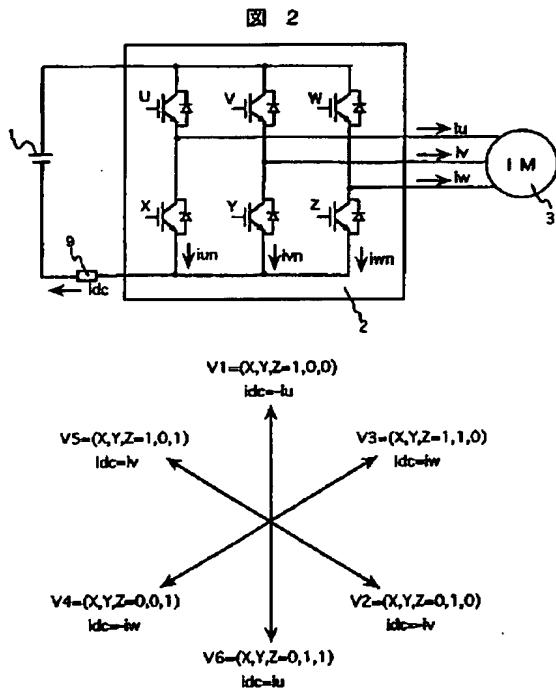 図 2
U
V
W
iu
iv
iw
IM
3
1
X
Y
Z
9
idc
iun
ivn
iwn
2
V1=(X,Y,Z=1,0,0)
idc=-iu
V5=(X,Y,Z=1,0,1)
idc=iv
V3=(X,Y,Z=1,1,0)
idc=iw
V4=(X,Y,Z=0,0,1)
idc=-iw
V2=(X,Y,Z=0,1,0)
idc=-iv
V6=(X,Y,Z=0,1,1)
idc=iu